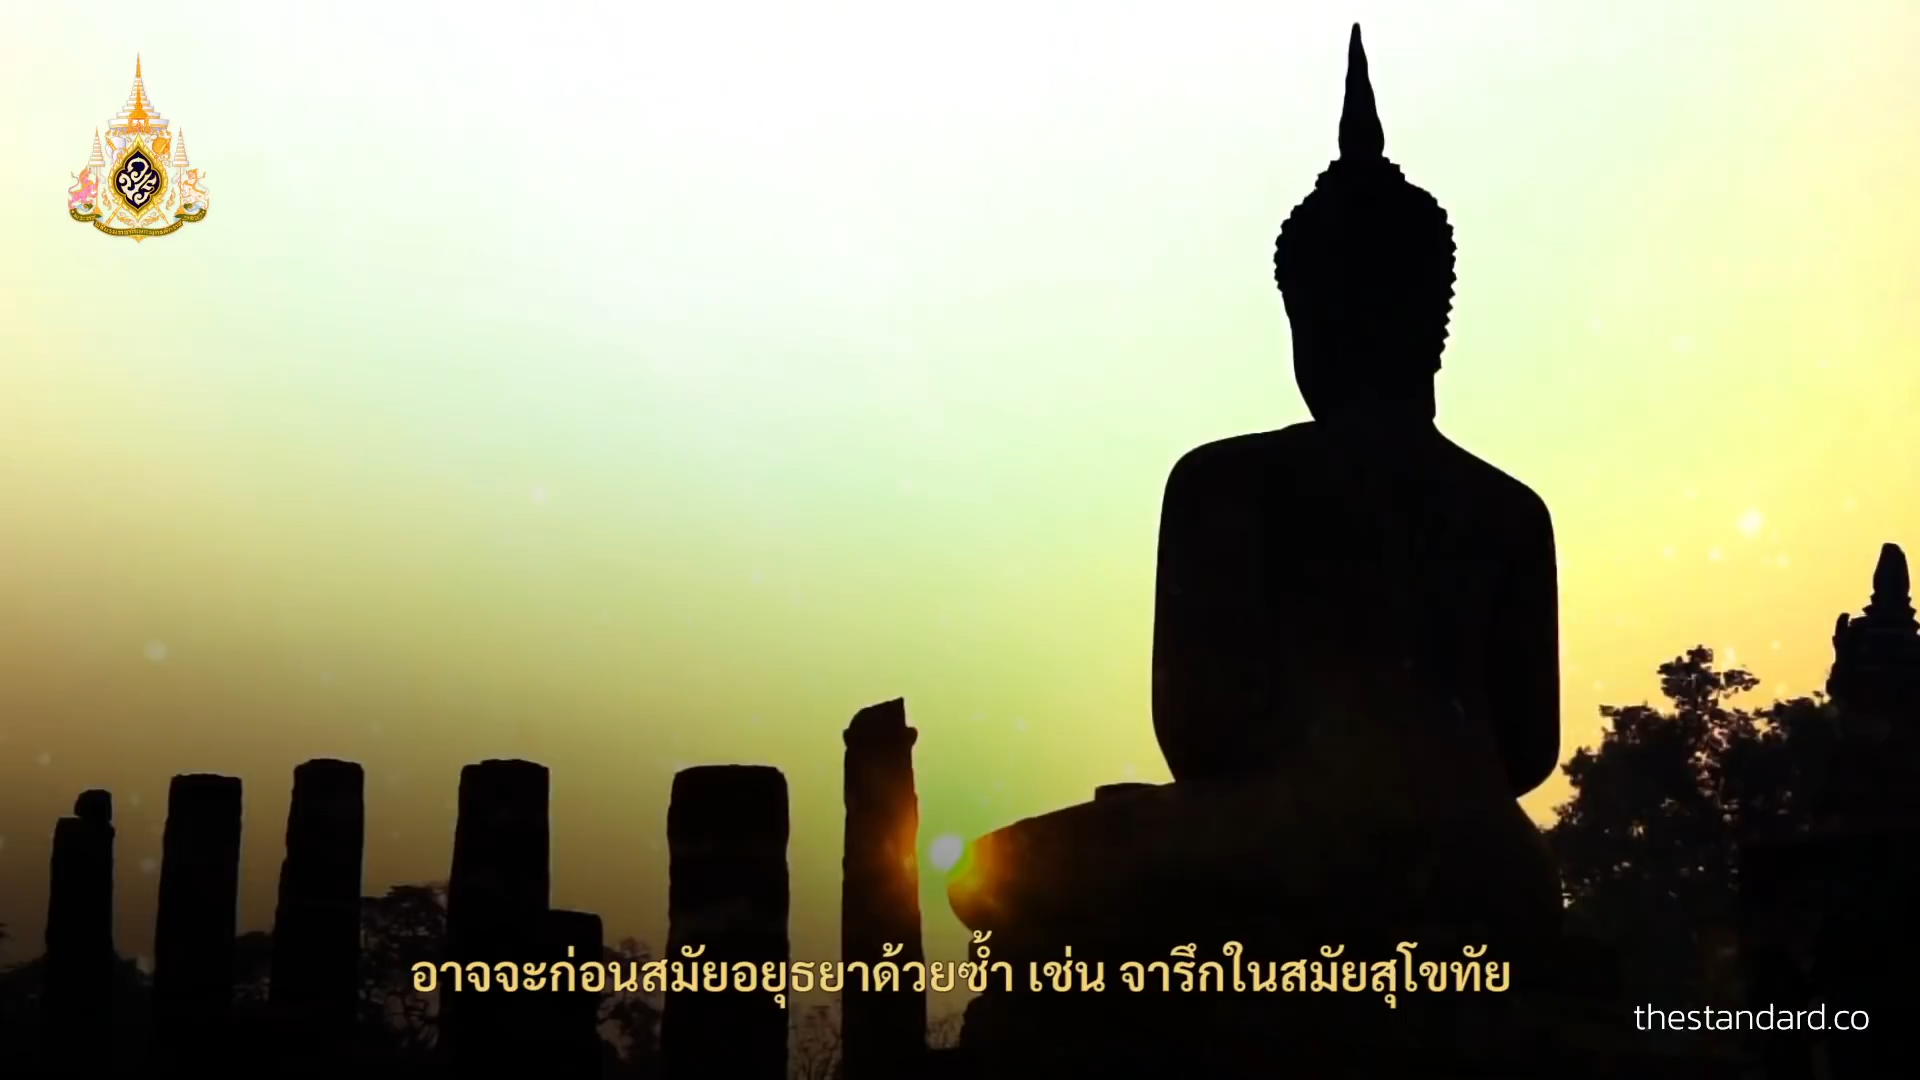 อาจจะก่อนสมัยอยุธยาด้วยซ้ำ เช่น จารึกในสมัยสุโขทัย
thestandard.co